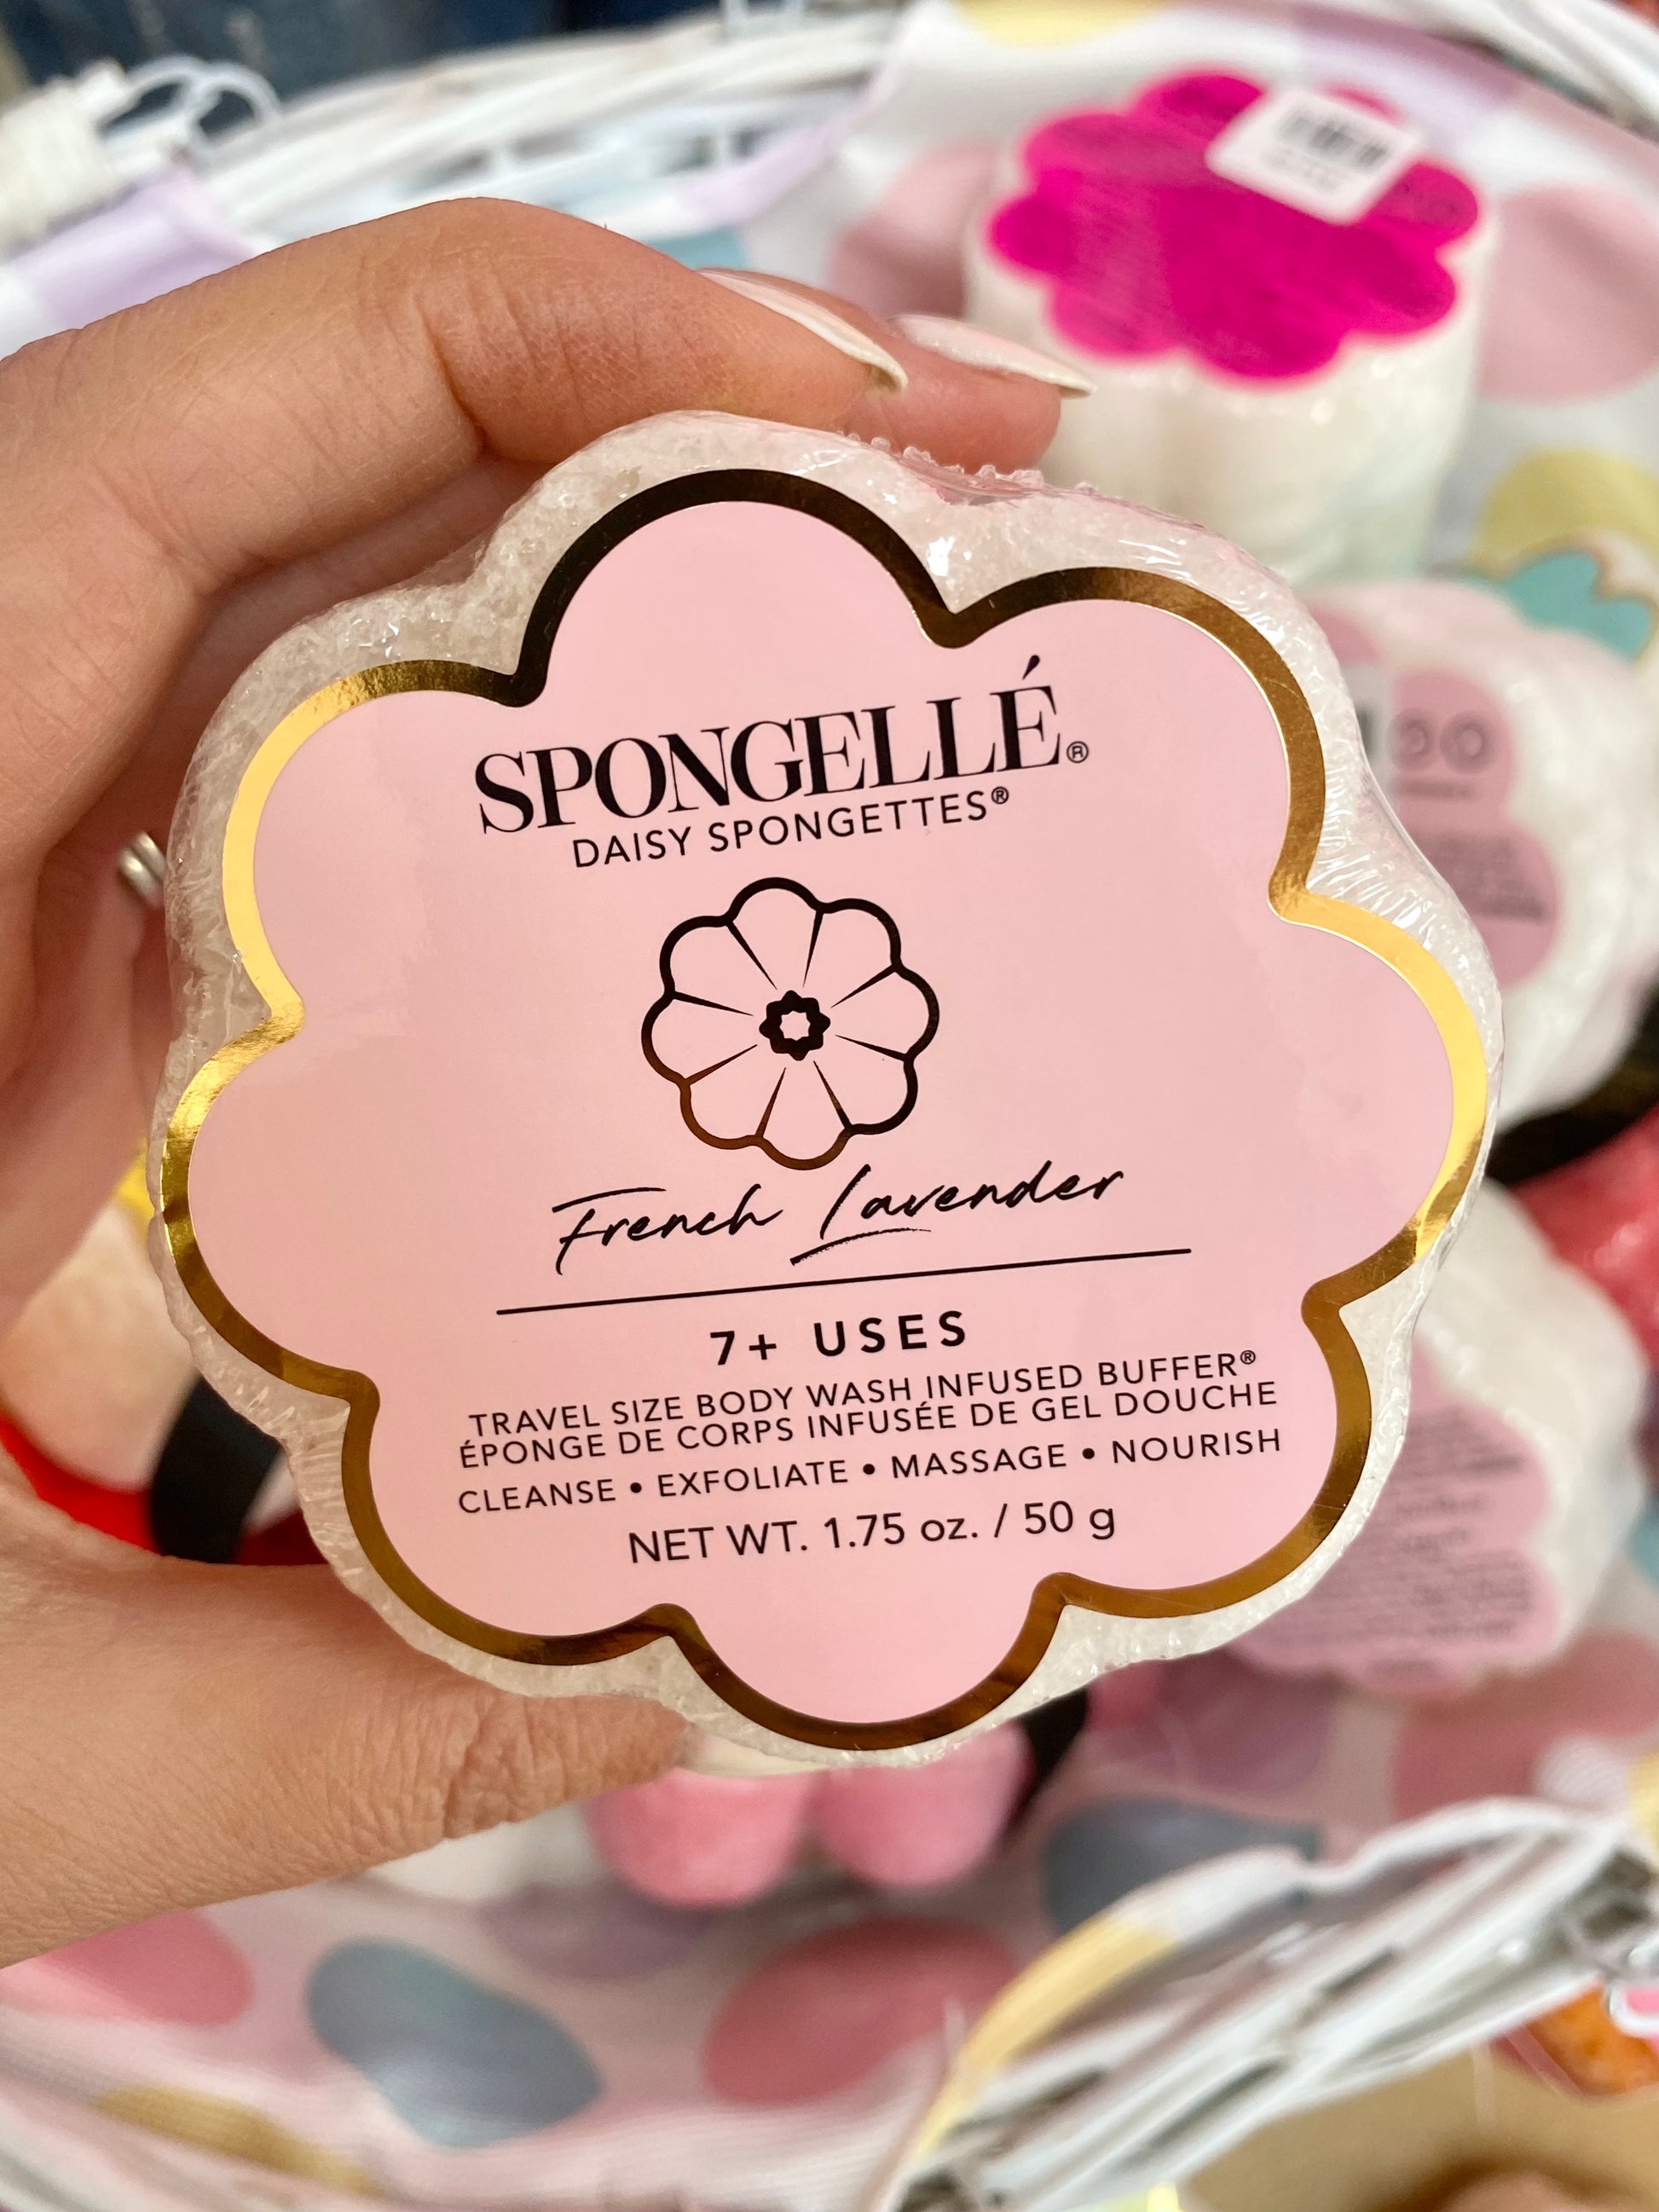 SPONGELLÉ®
DAISY SPONGETTES®
French Lavender
7+ USES
TRAVEL SIZE BODY WASH INFUSED BUFFER®
ÉPONGE DE CORPS INFUSÉE DE GEL DOUCHE
CLEANSE • EXFOLIATE • MASSAGE • NOURISH
NET WT. 1.75 oz. / 50 g